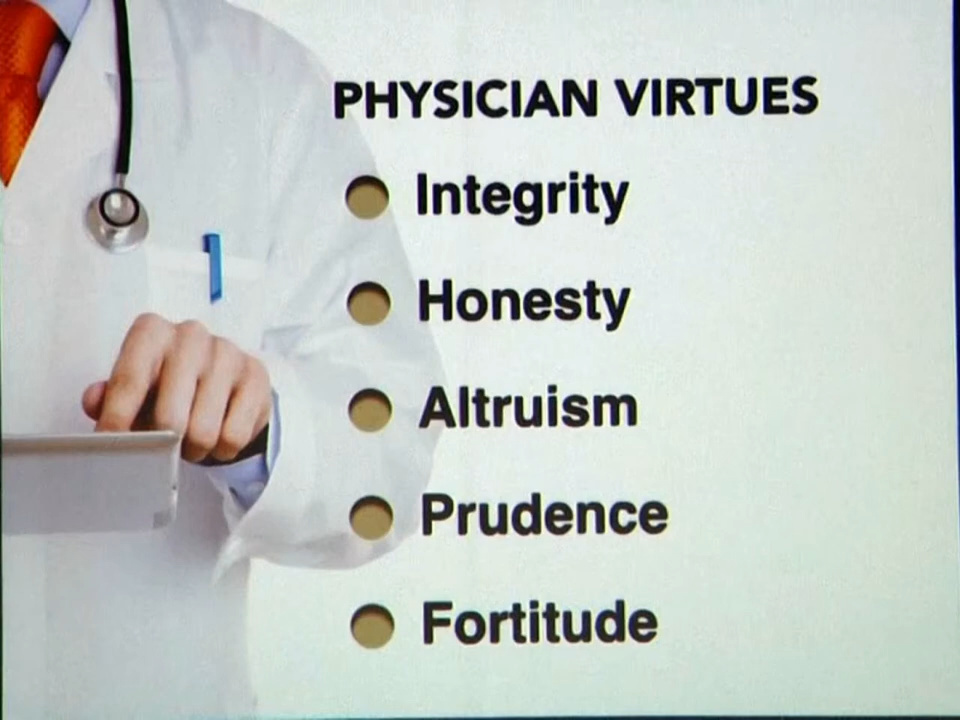 PHYSICIAN VIRTUES
Integrity
Honesty
Altruism
Prudence
Fortitude